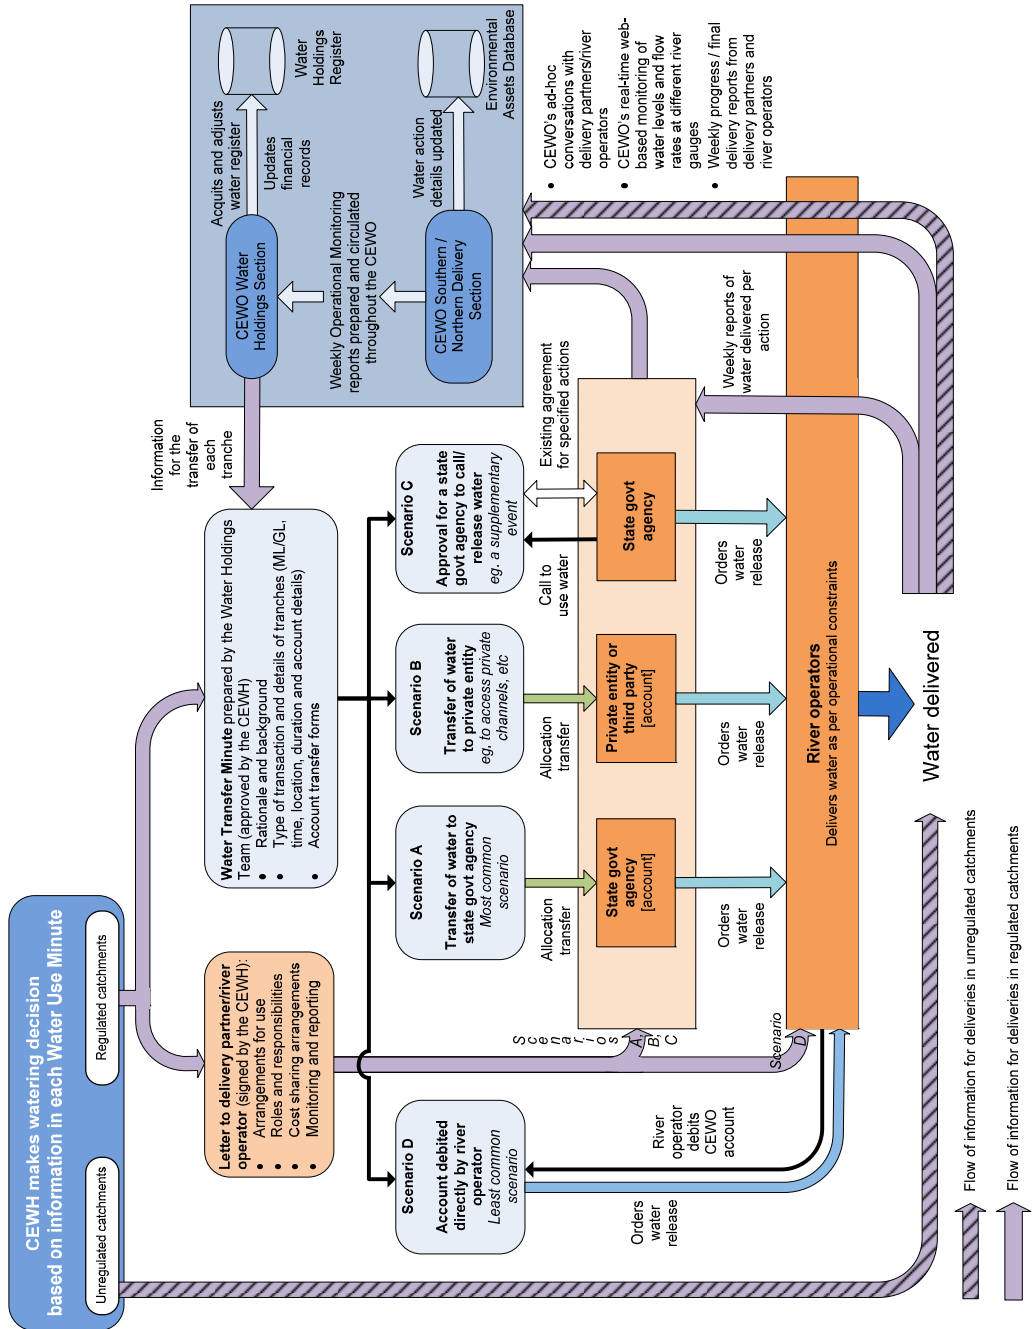 CEWH makes watering decision
based on information in each Water Use Minute
Unregulated catchments
Regulated catchments
Letter to delivery partner/river
operator (signed by the CEWH):
• Arrangements for use
• Roles and responsibilities
• Cost sharing arrangements
• Monitoring and reporting
Water Transfer Minute prepared by the Water Holdings
Team (approved by the CEWH)
• Rationale and background
• Type of transaction and details of tranches (ML/GL,
time, location, duration and account details)
• Account transfer forms
Information
for the
transfer of
each
tranche
CEWO Water
Holdings Section
Acquits and adjusts
water register
Updates
financial
records
Water
Holdings
Register
Weekly Operational Monitoring
reports prepared and circulated
throughout the CEWO
CEWO Southern /
Northern Delivery
Section
Water action
details updated
Environmental
Assets Database
Scenario D
Account debited
directly by river
operator
Least common
scenario
Scenario A
Transfer of water to
state govt agency
Most common
scenario
Scenario B
Transfer of water
to private entity
eg. to access private
channels, etc
Scenario C
Approval for a state
govt agency to call/
release water
eg. a supplementary
event
• CEWO's ad-hoc
conversations with
delivery partners/river
operators
• CEWO's real-time web-
based monitoring of
water levels and flow
rates at different river
gauges
• Weekly progress / final
delivery reports from
delivery partners and
river operators
Allocation
transfer
Allocation
transfer
Call to
use water
Existing agreement
for specified actions
S
c
e
n
a
r
i
o
s
A,
B,
C
State govt
agency
[account]
Private entity or
third party
[account]
State govt
agency
Orders
water
release
River
operator
debits
CEWO
account
Scenario
D
Orders
water
release
Orders
water
release
Orders
water
release
Weekly reports of
water delivered per
action
River operators
Delivers water as per operational constraints
Water delivered
Flow of information for deliveries in unregulated catchments
Flow of information for deliveries in regulated catchments